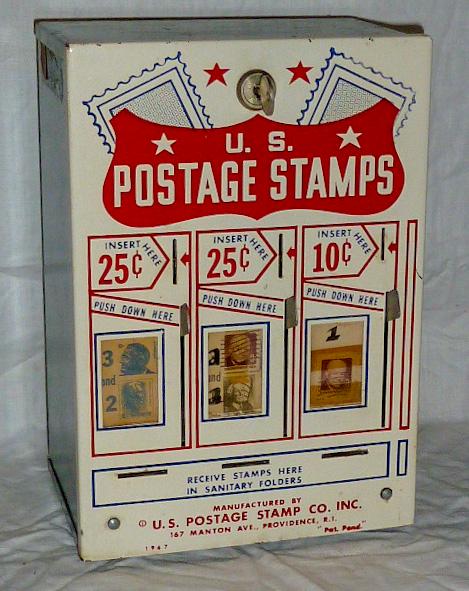 U. S.
POSTAGE STAMPS
INSERT HERE
25¢
INSERT HERE
25¢
INSERT HERE
10¢
PUSH DOWN HERE
PUSH DOWN HERE
PUSH DOWN HERE
3
and
2
a
and
a
1
RECEIVE STAMPS HERE
IN SANITARY FOLDERS
MANUFACTURED BY
U.S. POSTAGE STAMP CO. INC.
167 MANTON AVE., PROVIDENCE, R.I.
"Pat. Pend."
1947